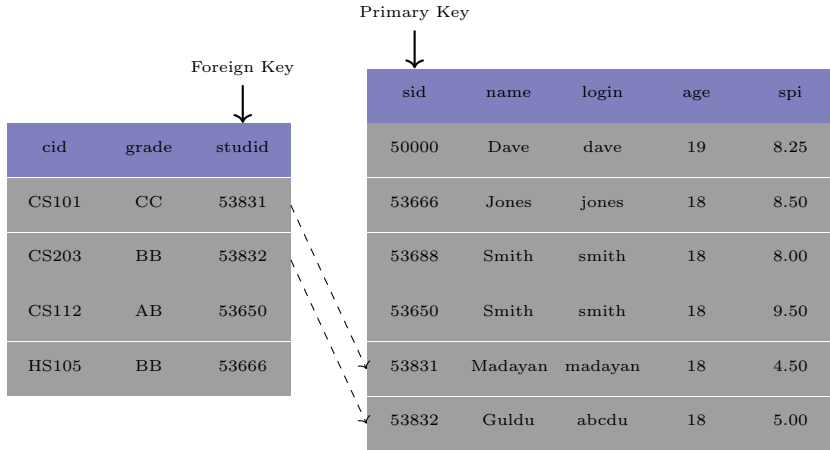 Primary Key
Foreign Key
cid grade studid
CS101 CC 53831
CS203 BB 53832
CS112 AB 53650
HS105 BB 53666
sid name login age spi
50000 Dave dave 19 8.25
53666 Jones jones 18 8.50
53688 Smith smith 18 8.00
53650 Smith smith 18 9.50
53831 Madayan madayan 18 4.50
53832 Guldu abcdu 18 5.00